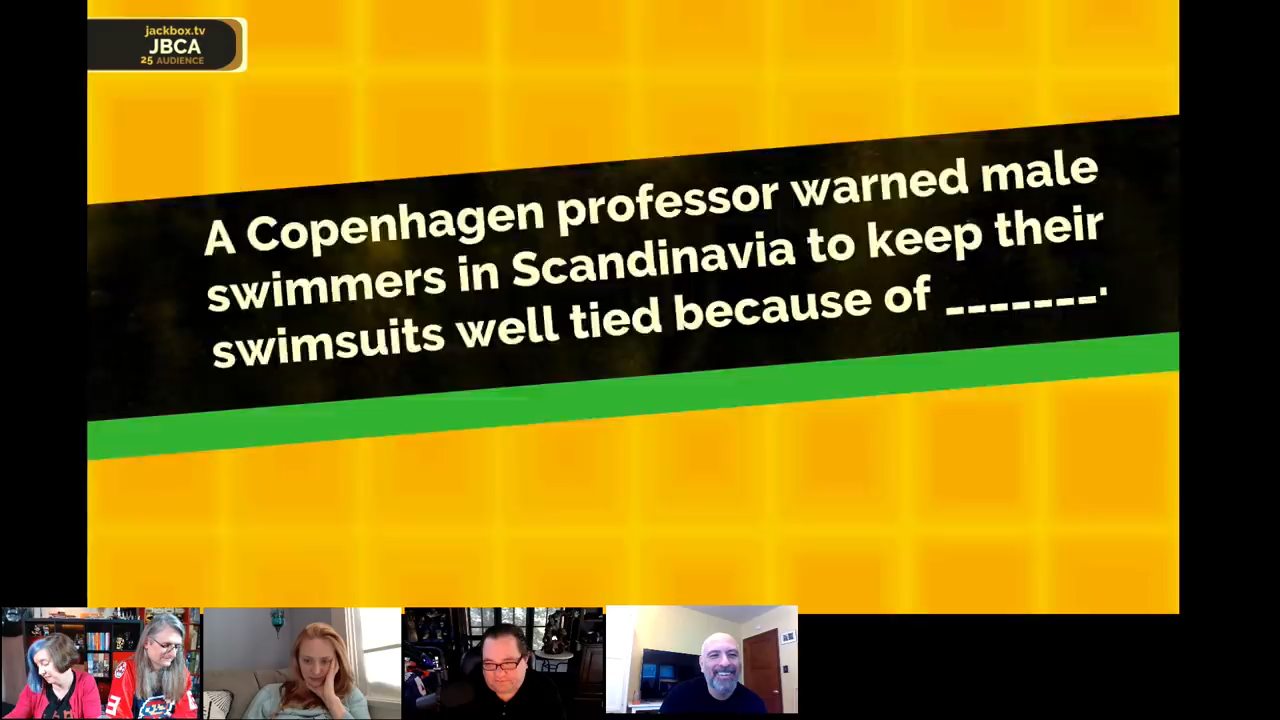 jackbox.tv
JBCA
25 AUDIENCE
A Copenhagen professor warned male
swimmers in Scandinavia to keep their
swimsuits well tied because of _______.